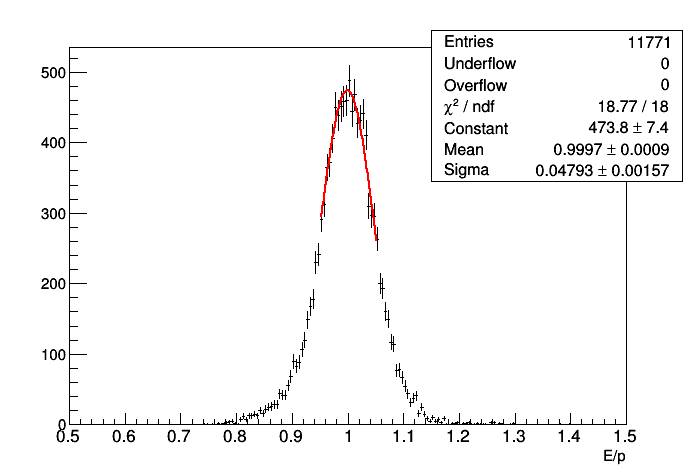 Entries 11771
Underflow 0
Overflow 0
χ² / ndf 18.77 / 18
Constant 473.8 ± 7.4
Mean 0.9997 ± 0.0009
Sigma 0.04793 ± 0.00157
500
400
300
200
100
0
0.5 0.6 0.7 0.8 0.9 1 1.1 1.2 1.3 1.4 1.5
E/p